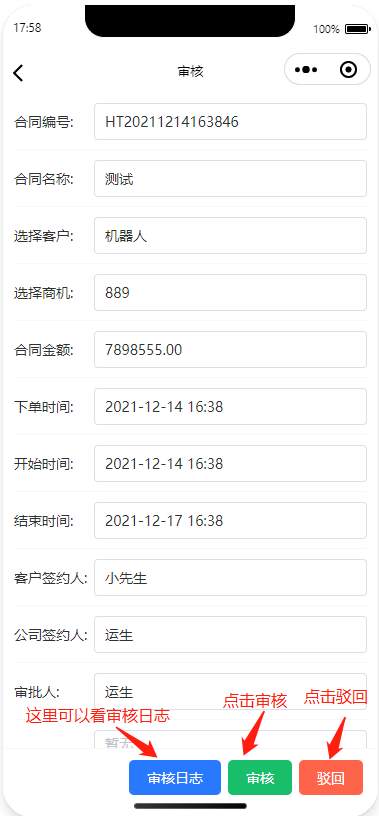 17:58 100%
审核
合同编号: HT20211214163846
合同名称: 测试
选择客户: 机器人
选择商机: 889
合同金额: 7898555.00
下单时间: 2021-12-14 16:38
开始时间: 2021-12-14 16:38
结束时间: 2021-12-17 16:38
客户签约人: 小先生
公司签约人: 运生
审批人: 运生
这里可以看审核日志 点击审核 点击驳回
暂无
审核日志 审核 驳回